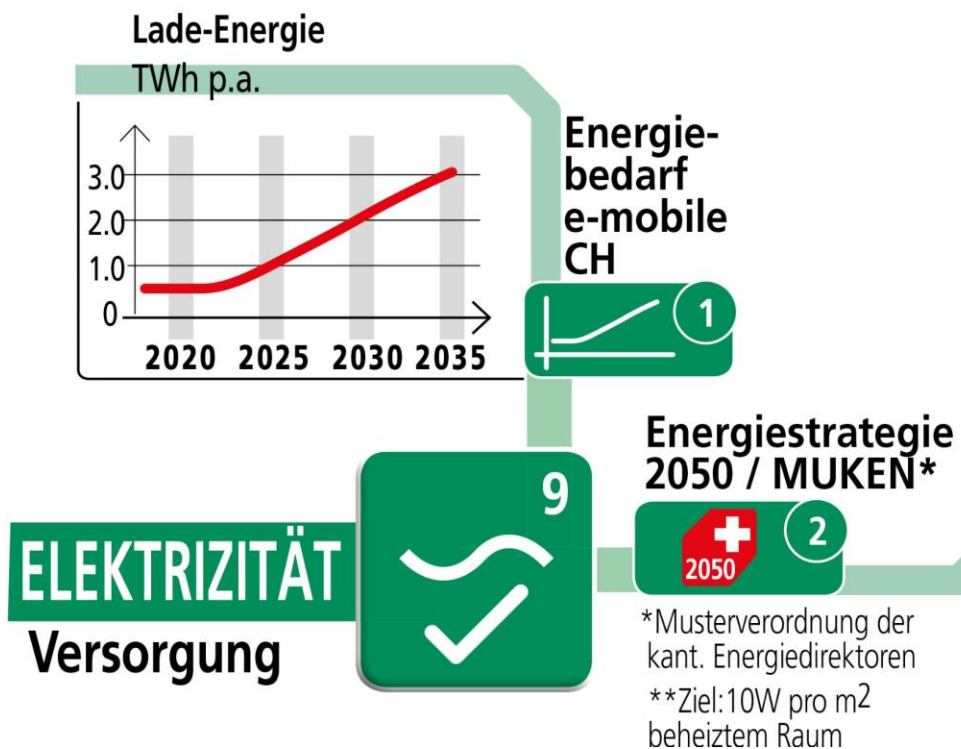 Lade-Energie
TWh p.a.
3.0
2.0
1.0
0
2020 2025 2030 2035
Energie-
bedarf
e-mobile
CH
1
Energiestrategie
2050 / MUKEN*
2050
2
9
ELEKTRIZITÄT
Versorgung
*Musterverordnung der
kant. Energiedirektoren
**Ziel:10W pro m2
beheiztem Raum